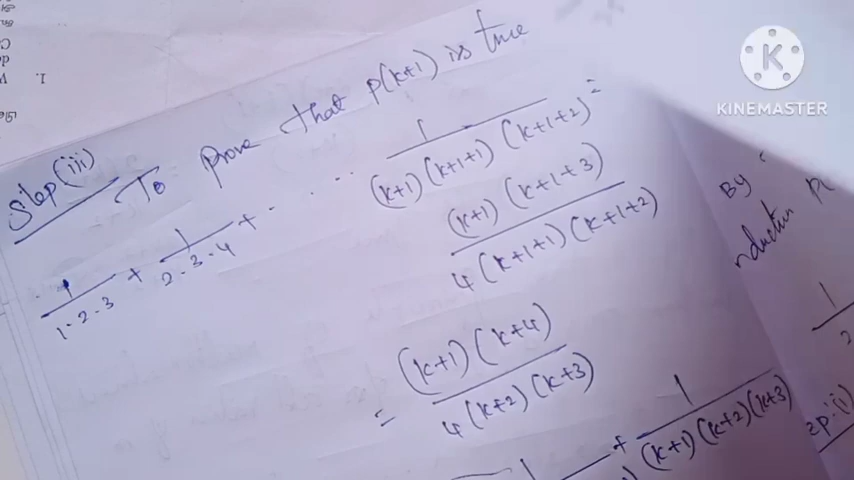 Step (iii)
To prove that P(k+1) is true
1/1·2·3 + 1/2·3·4 + .... 1/(k+1)(k+1+1)(k+1+2) =
(k+1)(k+1+3)/4(k+1+1)(k+1+2)
= (k+1)(k+4)/4(k+2)(k+3)
+ 1/(k+1)(k+2)(k+3)
By
nduction P(
1.
KINEMASTER